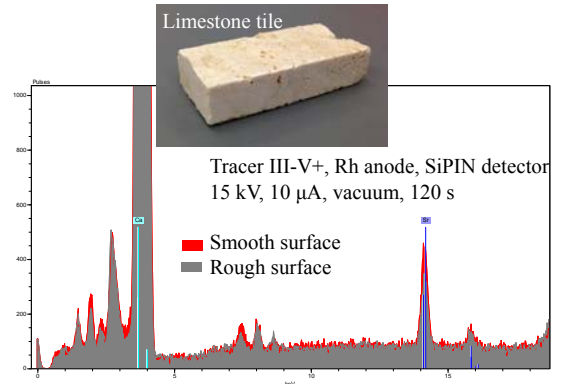 Limestone tile
Pulses
1000
800
600
400
200
0
Tracer III-V+, Rh anode, SiPIN detector
15 kV, 10 µA, vacuum, 120 s
Ca
Sr
Smooth surface
Rough surface
0 5 10 15